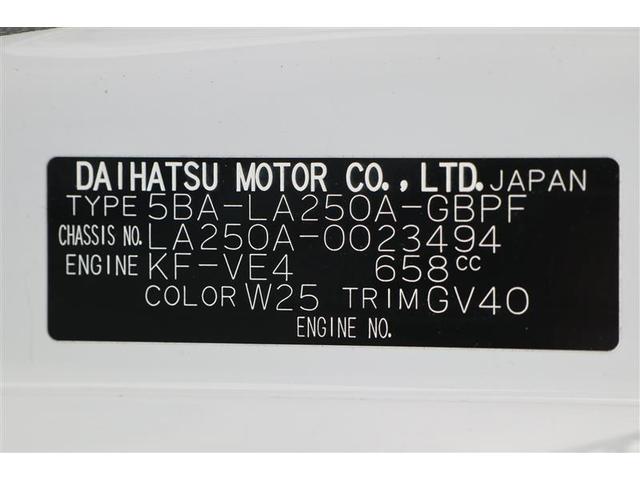 DAIHATSU MOTOR CO., LTD. JAPAN
TYPE 5BA-LA250A-GBPF
CHASSIS NO. LA250A-0023494
ENGINE KF-VE4 658cc
COLOR W25 TRIM GV40
ENGINE NO.